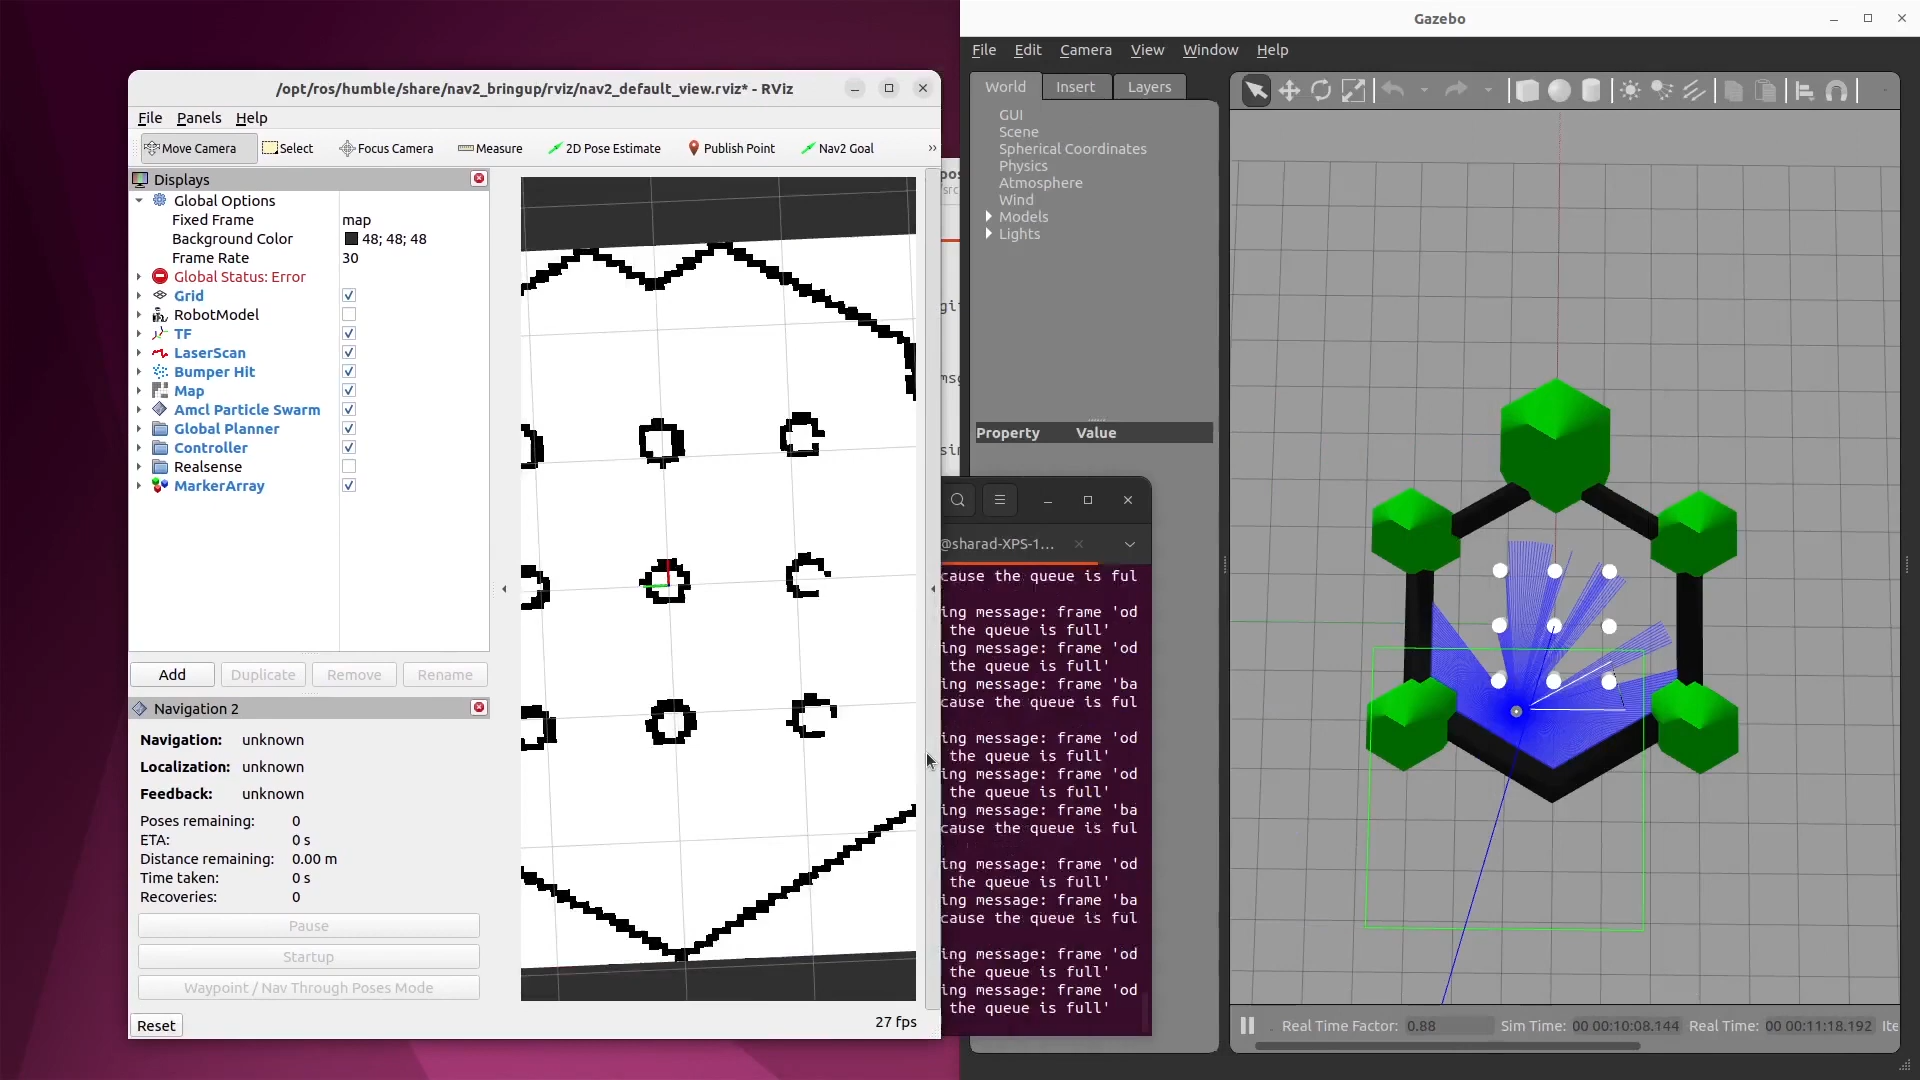 Gazebo
File Edit Camera View Window Help
World Insert Layers
GUI
Scene
Spherical Coordinates
Physics
Atmosphere
Wind
Models
Lights
Property Value
/opt/ros/humble/share/nav2_bringup/rviz/nav2_default_view.rviz* - RViz
File Panels Help
Move Camera Select Focus Camera Measure 2D Pose Estimate Publish Point Nav2 Goal »
Displays
Global Options
Fixed Frame map
Background Color 48; 48; 48
Frame Rate 30
Global Status: Error
Grid
RobotModel
TF
LaserScan
Bumper Hit
Map
Amcl Particle Swarm
Global Planner
Controller
Realsense
MarkerArray
Add Duplicate Remove Rename
Navigation 2
Navigation: unknown
Localization: unknown
Feedback: unknown
Poses remaining: 0
ETA: 0 s
Distance remaining: 0.00 m
Time taken: 0 s
Recoveries: 0
Pause
Startup
Waypoint / Nav Through Poses Mode
Reset
27 fps
@sharad-XPS-1...
cause the queue is ful
ing message: frame 'od
the queue is full'
ing message: frame 'od
the queue is full'
ing message: frame 'ba
cause the queue is ful
ing message: frame 'od
the queue is full'
ing message: frame 'od
the queue is full'
ing message: frame 'ba
cause the queue is ful
ing message: frame 'od
the queue is full'
ing message: frame 'ba
cause the queue is ful
ing message: frame 'od
the queue is full'
ing message: frame 'od
the queue is full'
Real Time Factor: 0.88 Sim Time: 00 00:10:08.144 Real Time: 00 00:11:18.192 Ite